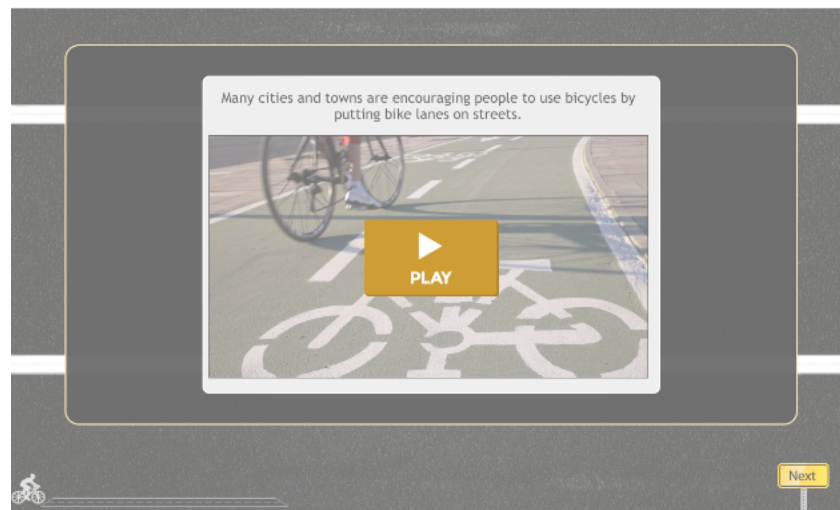 Many cities and towns are encouraging people to use bicycles by
putting bike lanes on streets.
PLAY
Next